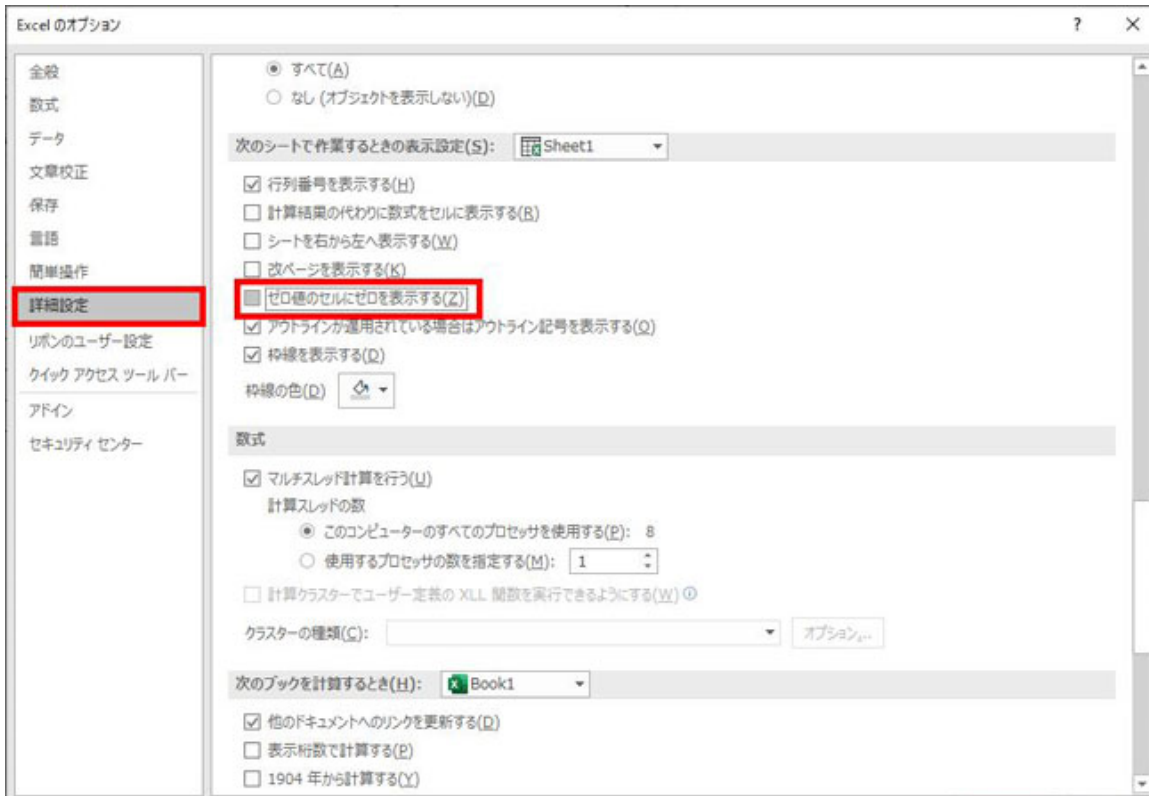 Excel のオプション
?
全般
数式
データ
文章校正
保存
言語
簡単操作
詳細設定
リボンのユーザー設定
クイック アクセス ツール バー
アドイン
セキュリティ センター
すべて(A)
なし (オブジェクトを表示しない)(D)
次のシートで作業するときの表示設定(S): Sheet1
行列番号を表示する(H)
計算結果の代わりに数式をセルに表示する(R)
シートを右から左へ表示する(W)
改ページを表示する(K)
ゼロ値のセルにゼロを表示する(Z)
アウトラインが適用されている場合はアウトライン記号を表示する(O)
枠線を表示する(D)
枠線の色(D)
数式
マルチスレッド計算を行う(U)
計算スレッドの数
このコンピューターのすべてのプロセッサを使用する(P): 8
使用するプロセッサの数を指定する(M): 1
計算クラスターでユーザー定義の XLL 関数を実行できるようにする(W)
クラスターの種類(C): オプション...
次のブックを計算するとき(H): Book1
他のドキュメントへのリンクを更新する(D)
表示桁数で計算する(P)
1904 年から計算する(Y)